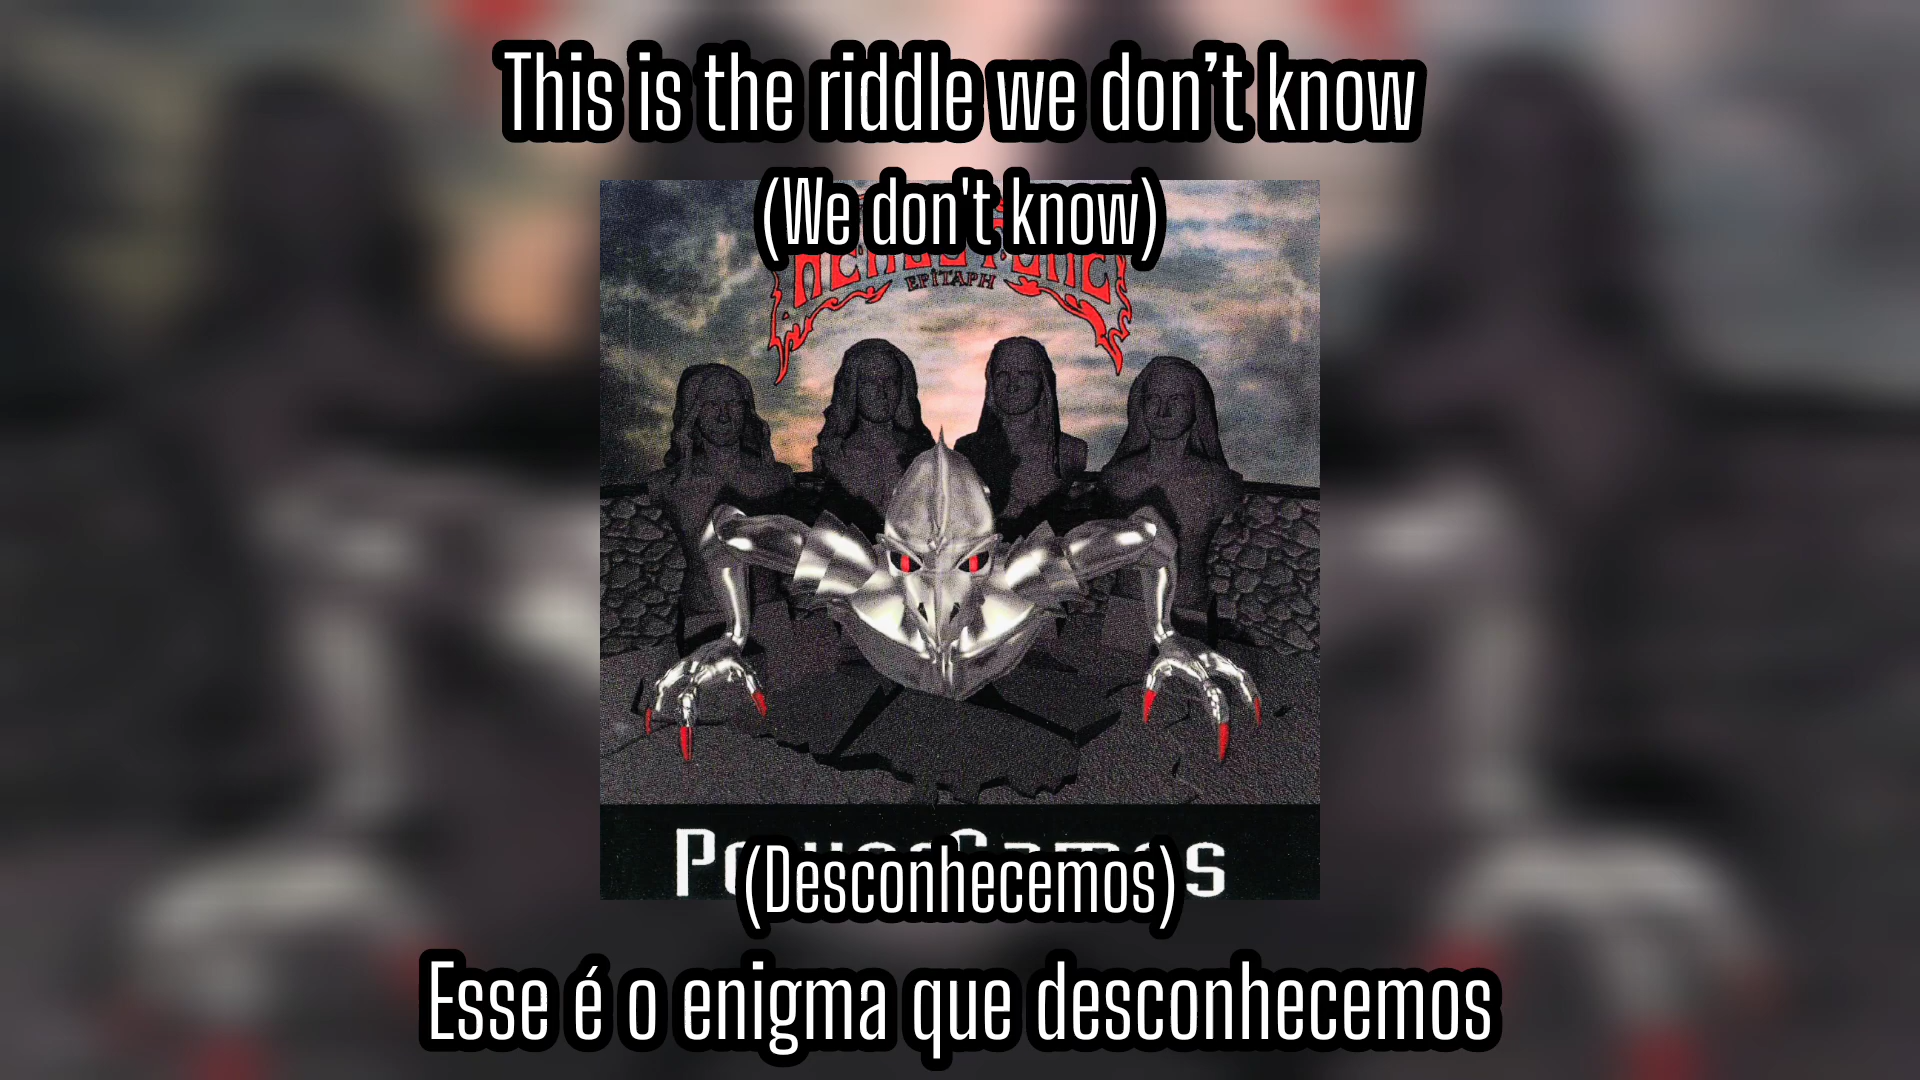 This is the riddle we don’t know
(We don't know)
EPITAPH
(Desconhecemos)
Esse é o enigma que desconhecemos